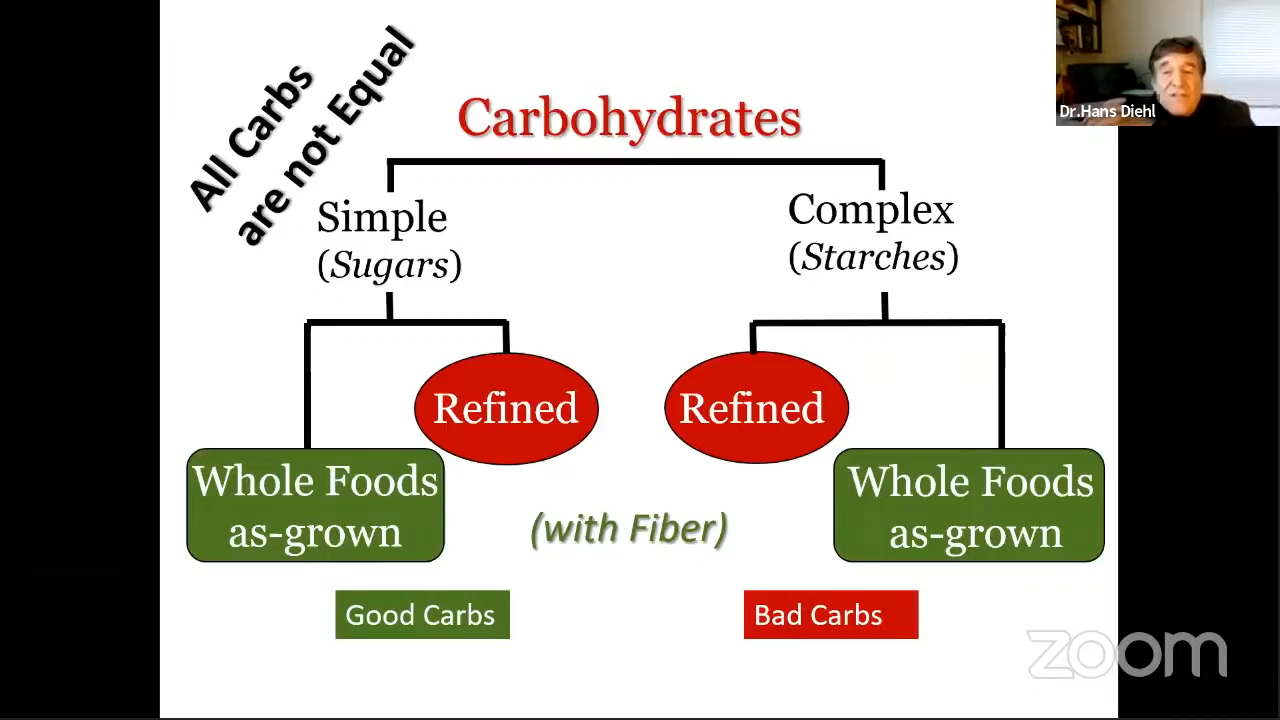 All Carbs
are not Equal
Carbohydrates
Dr.Hans Diehl
Simple
(Sugars)
Complex
(Starches)
Refined
Refined
Whole Foods
as-grown
(with Fiber)
Whole Foods
as-grown
Good Carbs
Bad Carbs
zoom